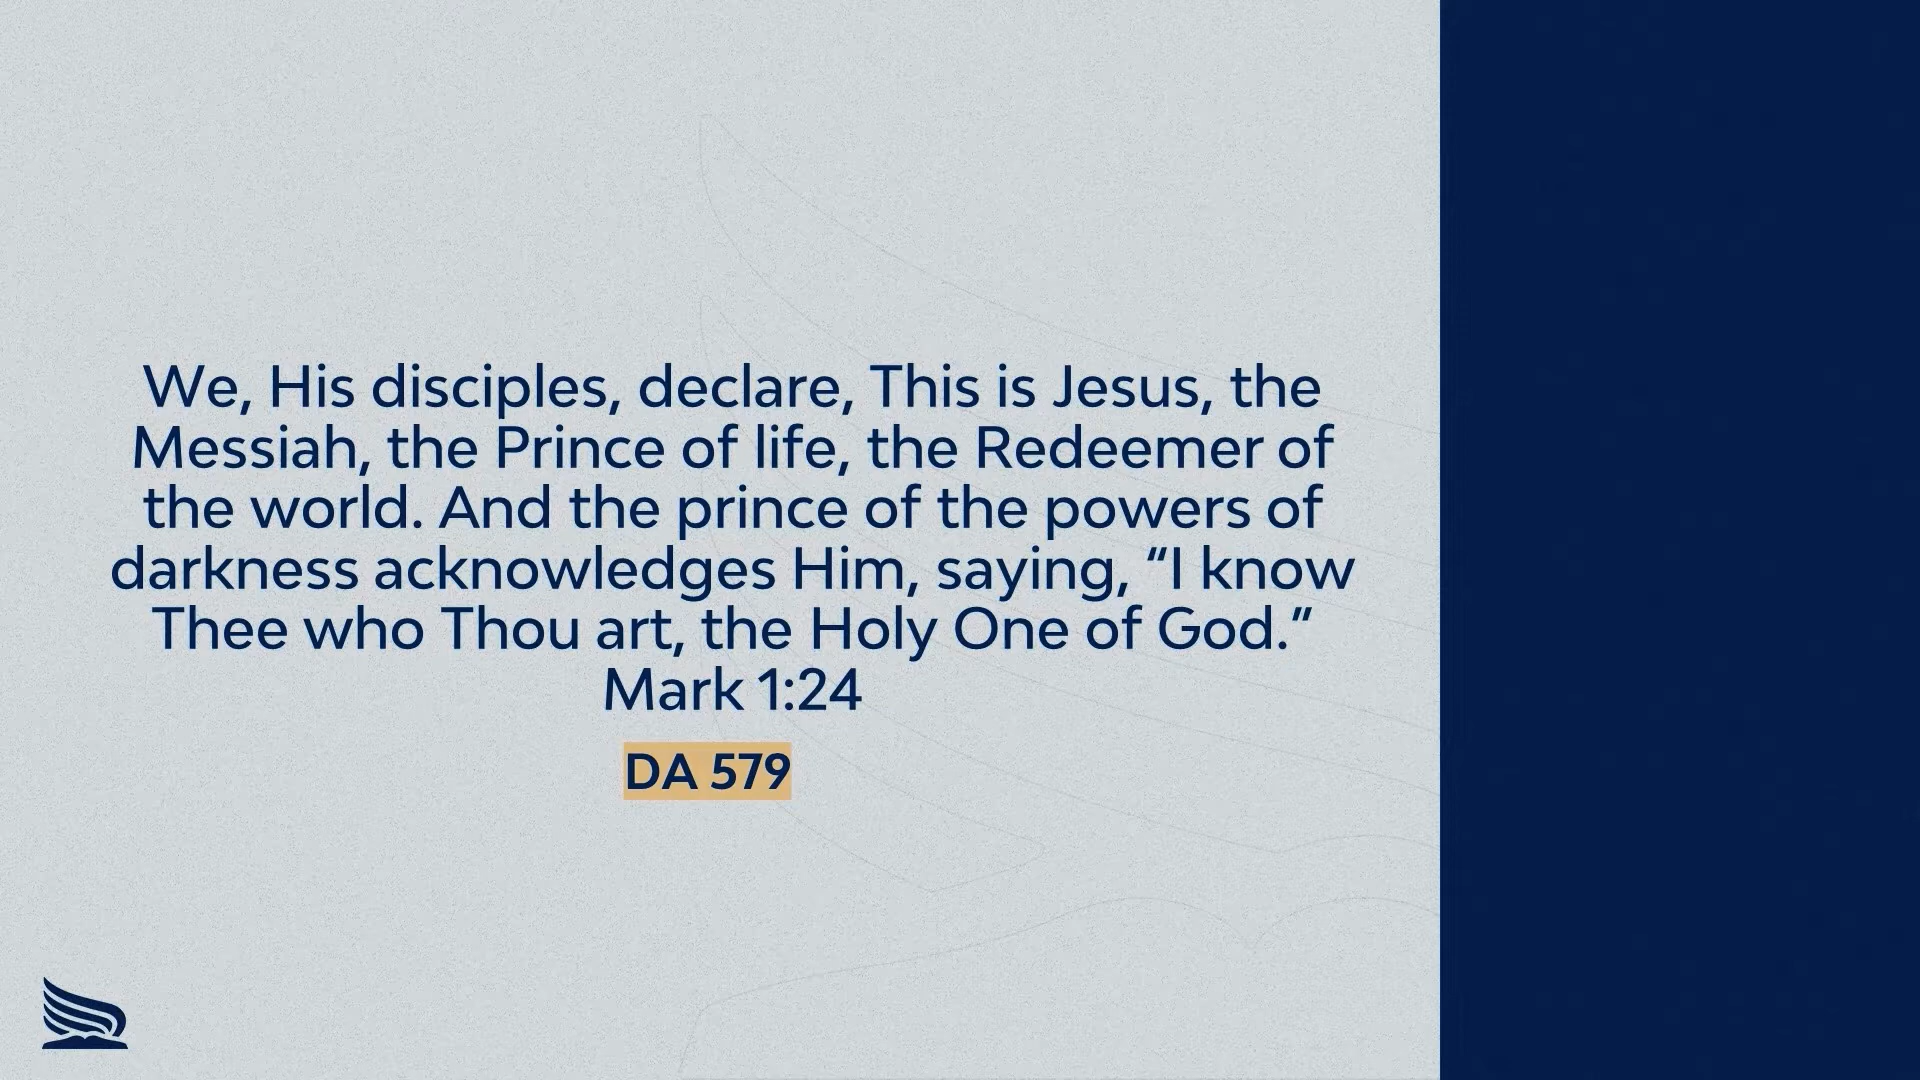 We, His disciples, declare, This is Jesus, the
Messiah, the Prince of life, the Redeemer of
the world. And the prince of the powers of
darkness acknowledges Him, saying, “I know
Thee who Thou art, the Holy One of God.”
Mark 1:24
DA 579